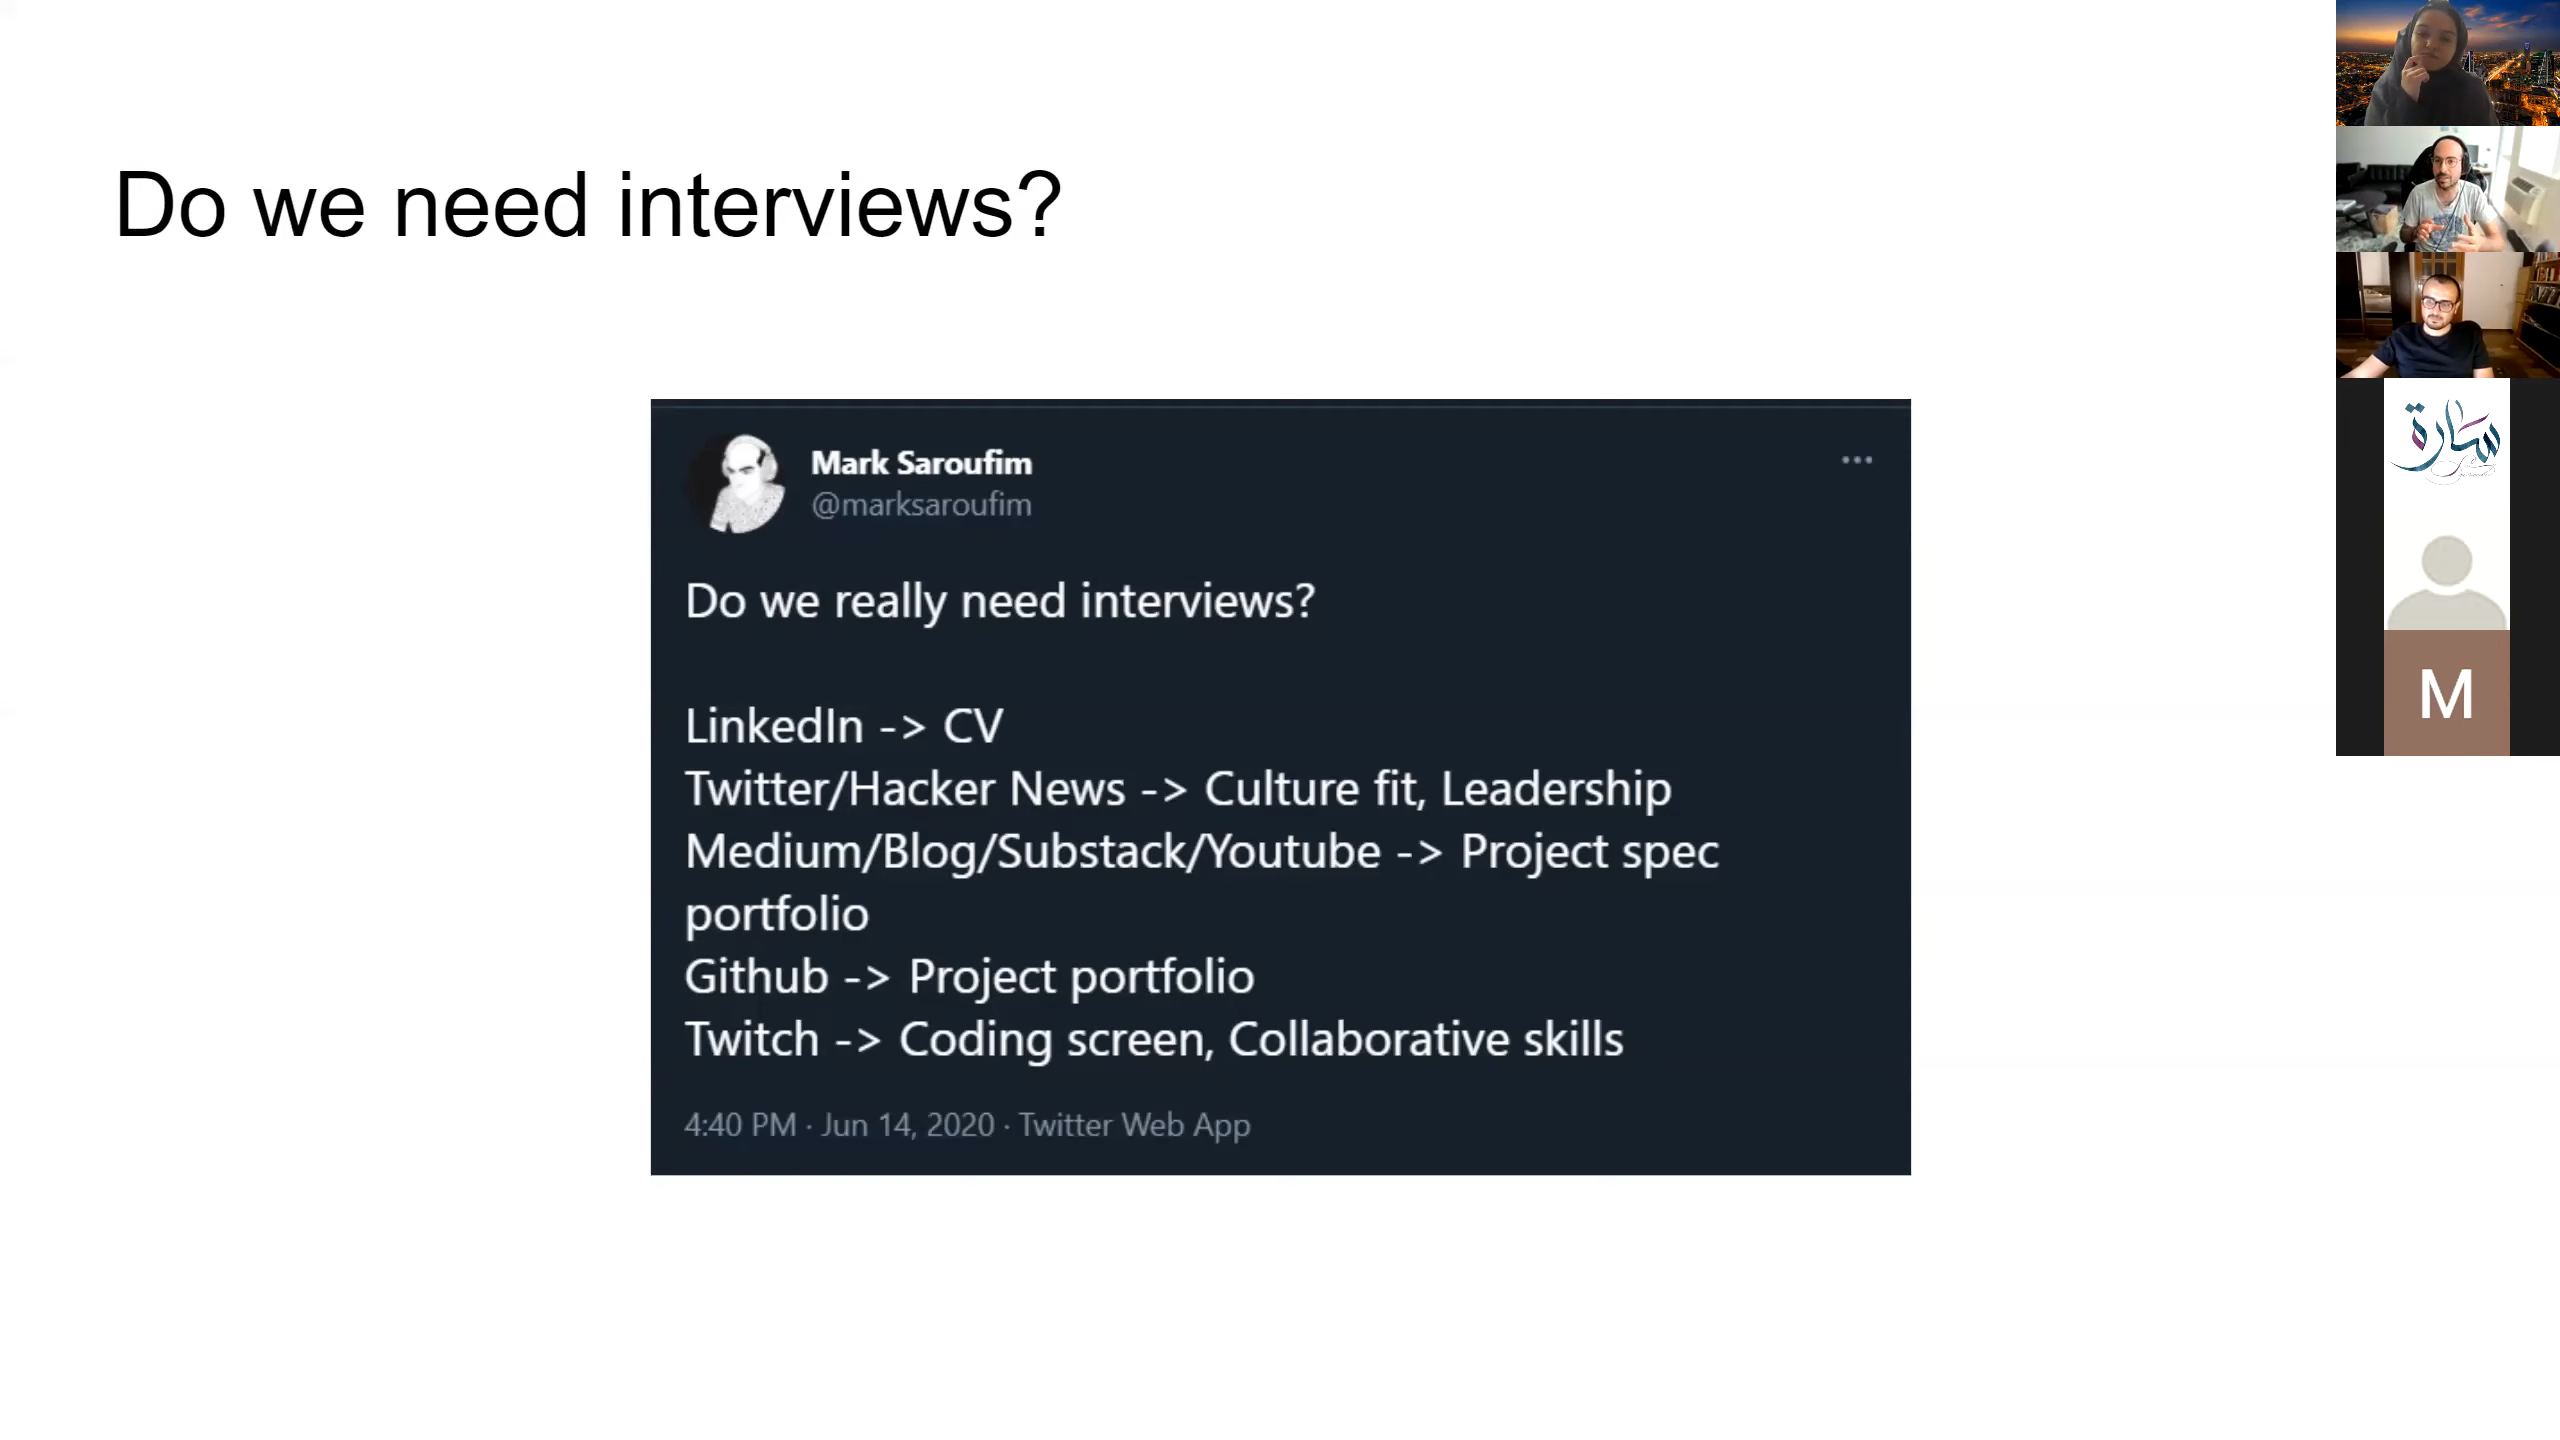 Do we need interviews?
Mark Saroufim
@marksaroufim
Do we really need interviews?
LinkedIn -> CV
Twitter/Hacker News -> Culture fit, Leadership
Medium/Blog/Substack/Youtube -> Project spec
portfolio
Github -> Project portfolio
Twitch -> Coding screen, Collaborative skills
4:40 PM · Jun 14, 2020 · Twitter Web App
سارة
M